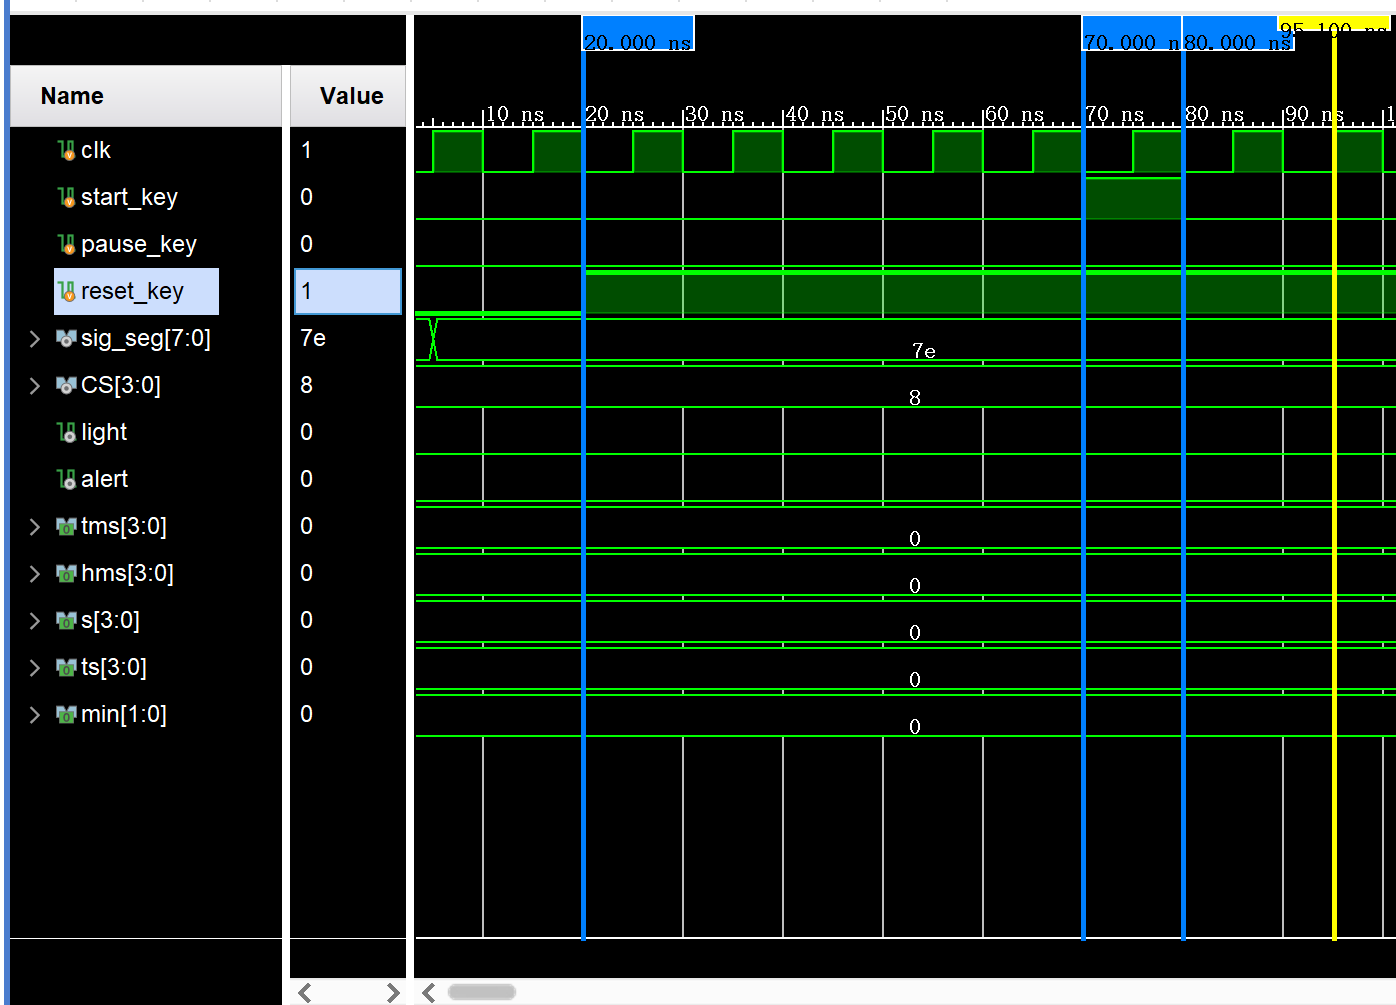 20.000 ns 70.000 n 80.000 ns 95.100 ns
Name Value
10 ns 20 ns 30 ns 40 ns 50 ns 60 ns 70 ns 80 ns 90 ns 1
clk 1
start_key 0
pause_key 0
reset_key 1
sig_seg[7:0] 7e 7e
CS[3:0] 8 8
light 0
alert 0
tms[3:0] 0 0
hms[3:0] 0 0
s[3:0] 0 0
ts[3:0] 0 0
min[1:0] 0 0